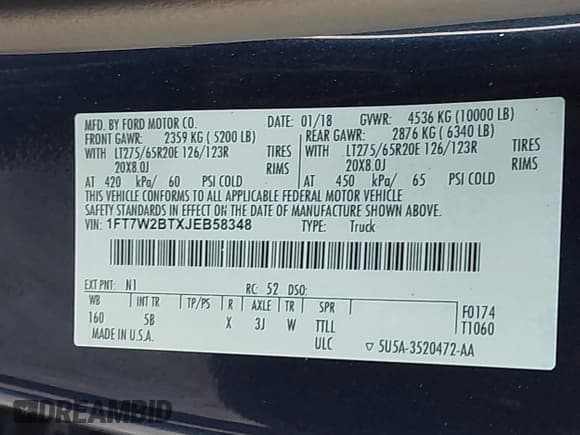 MFD. BY FORD MOTOR CO. DATE: 01/18 GVWR: 4536 KG (10000 LB)
FRONT GAWR: 2359 KG ( 5200 LB) REAR GAWR: 2876 KG ( 6340 LB)
WITH LT275/65R20E 126/123R TIRES WITH LT275/65R20E 126/123R TIRES
20X8.0J RIMS 20X8.0J RIMS
AT 420 kPa/ 60 PSI COLD AT 450 kPa/ 65 PSI COLD
THIS VEHICLE CONFORMS TO ALL APPLICABLE FEDERAL MOTOR VEHICLE
SAFETY STANDARDS IN EFFECT ON THE DATE OF MANUFACTURE SHOWN ABOVE.
VIN: 1FT7W2BTXJEB58348 TYPE: Truck
EXT PNT: N1 RC: 52 DSO:
WB INT TR TP/PS R AXLE TR SPR F0174
160 5B X 3J W TTLL T1060
MADE IN U.S.A. ULC ▽ 5U5A-3520472-AA
DREAMBID